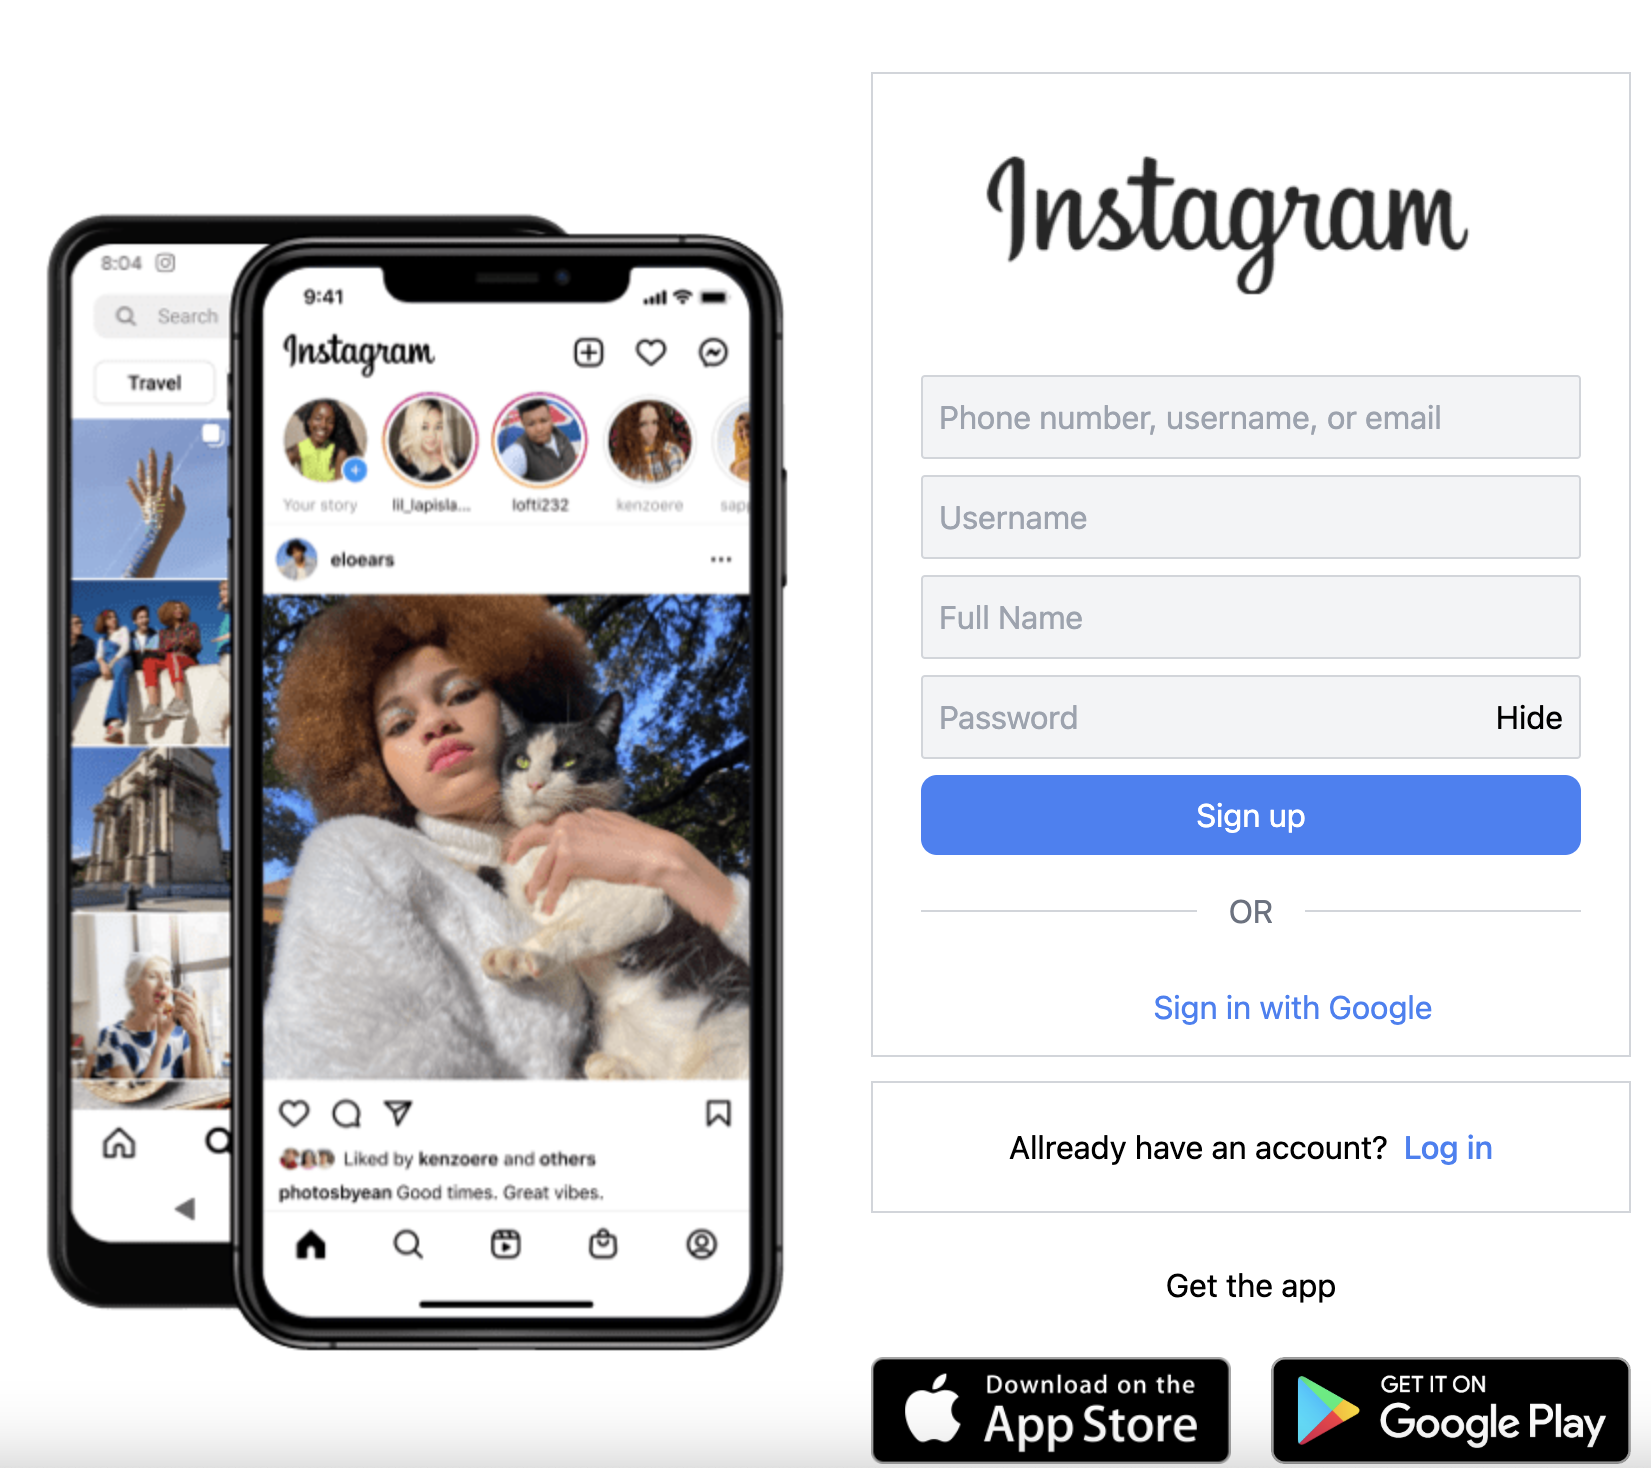 8:04
Search
Travel
9:41
Instagram
Your story
lil_lapisla...
lofti232
kenzoere
sapp
eloears
Liked by kenzoere and others
photosbyean Good times. Great vibes.
Instagram
Phone number, username, or email
Username
Full Name
Password
Hide
Sign up
OR
Sign in with Google
Allready have an account? Log in
Get the app
Download on the
App Store
GET IT ON
Google Play